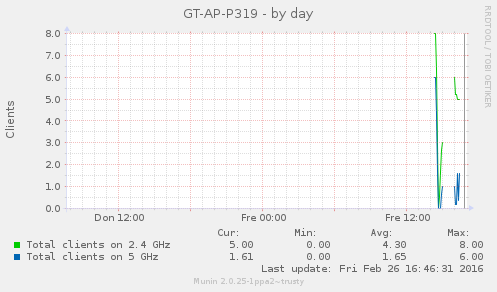 GT-AP-P319 - by day
RRDTOOL / TOBI OETIKER
Clients
8.0
7.0
6.0
5.0
4.0
3.0
2.0
1.0
0.0
Don 12:00 Fre 00:00 Fre 12:00
Cur: Min: Avg: Max:
Total clients on 2.4 GHz 5.00 0.00 4.30 8.00
Total clients on 5 GHz 1.61 0.00 1.65 6.00
Last update: Fri Feb 26 16:46:31 2016
Munin 2.0.25-1ppa2~trusty